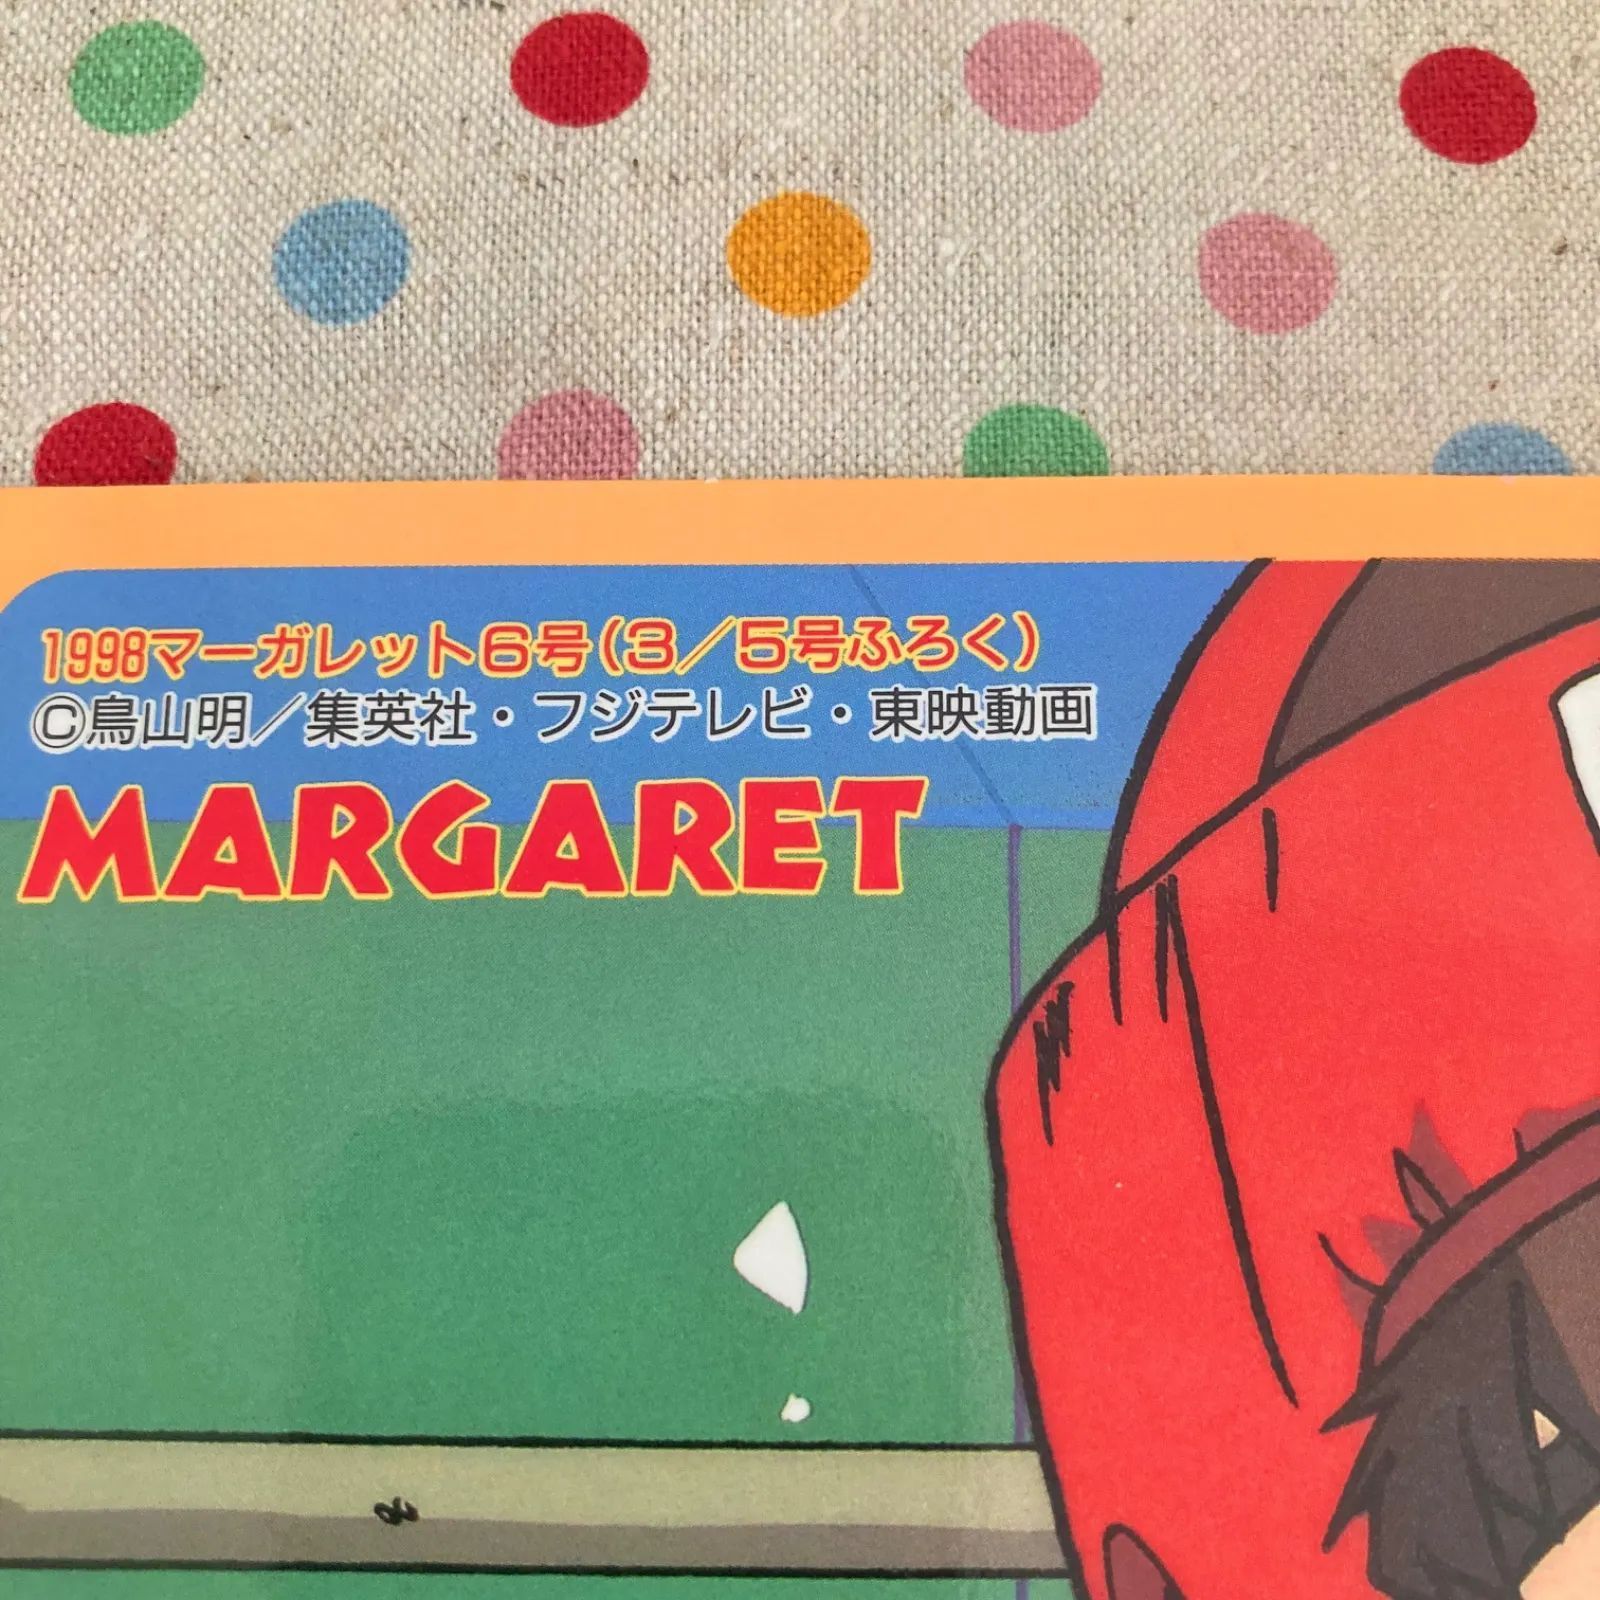 1998マーガレット6号(3／5号ふろく)
©鳥山明／集英社・フジテレビ・東映動画
MARGARET